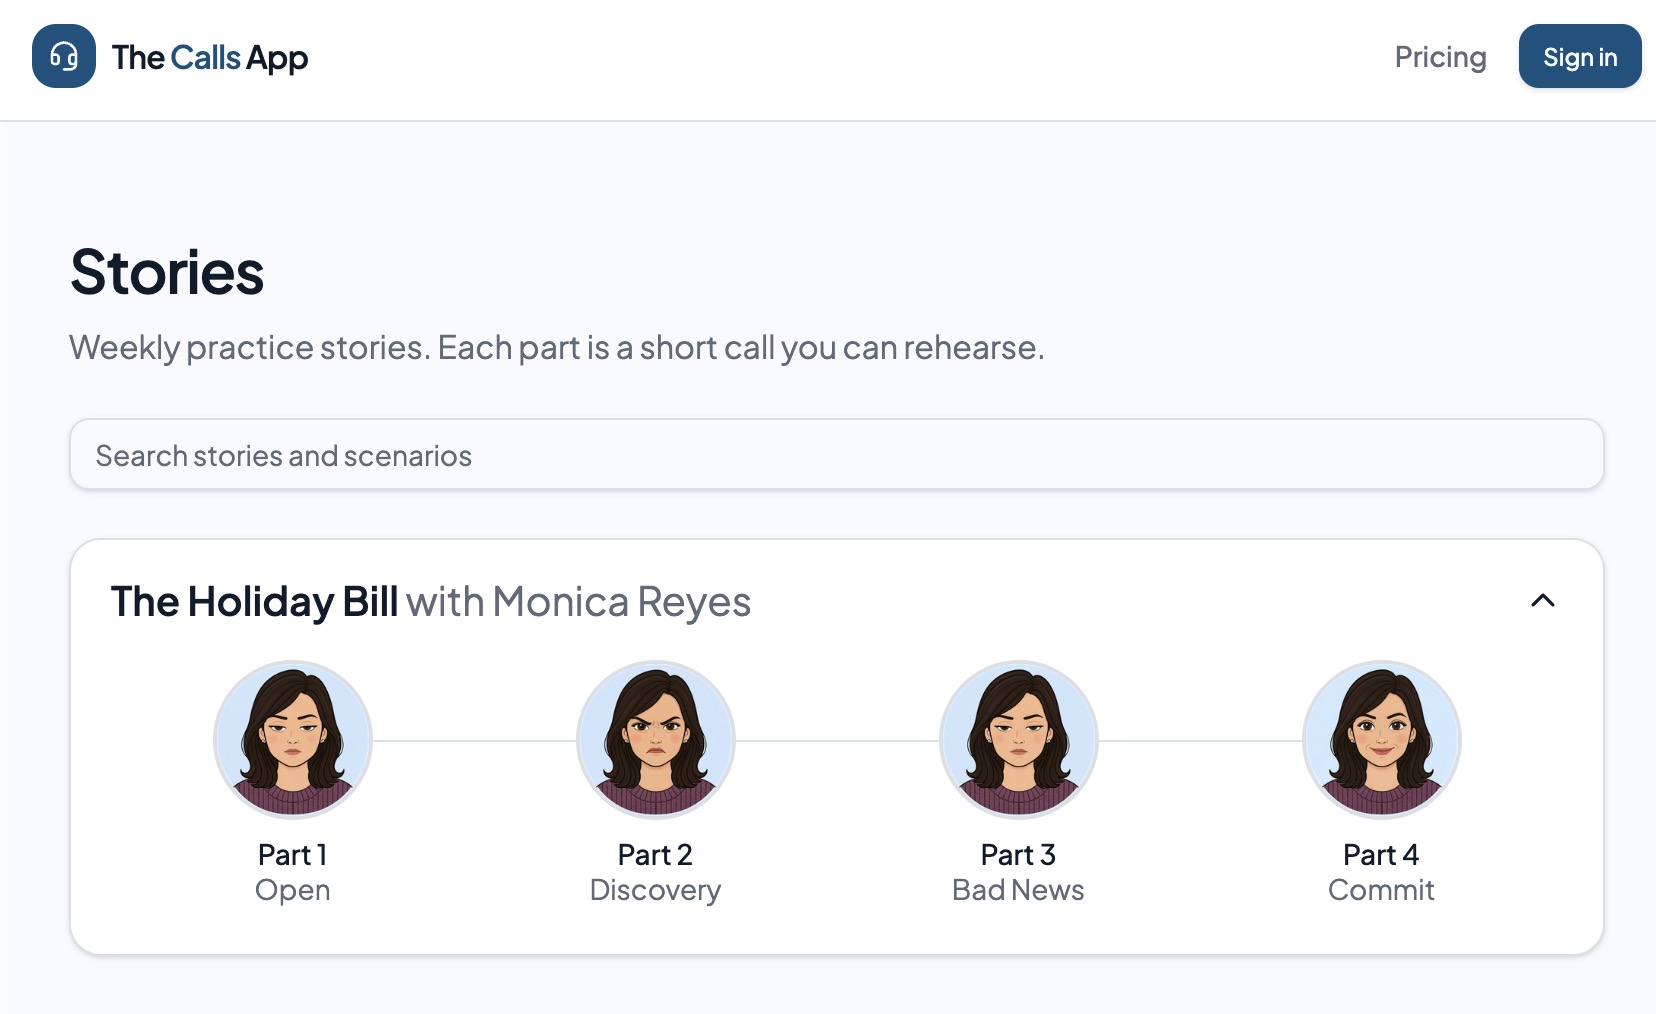 The Calls App
Pricing
Sign in
Stories
Weekly practice stories. Each part is a short call you can rehearse.
Search stories and scenarios
The Holiday Bill with Monica Reyes
Part 1
Open
Part 2
Discovery
Part 3
Bad News
Part 4
Commit